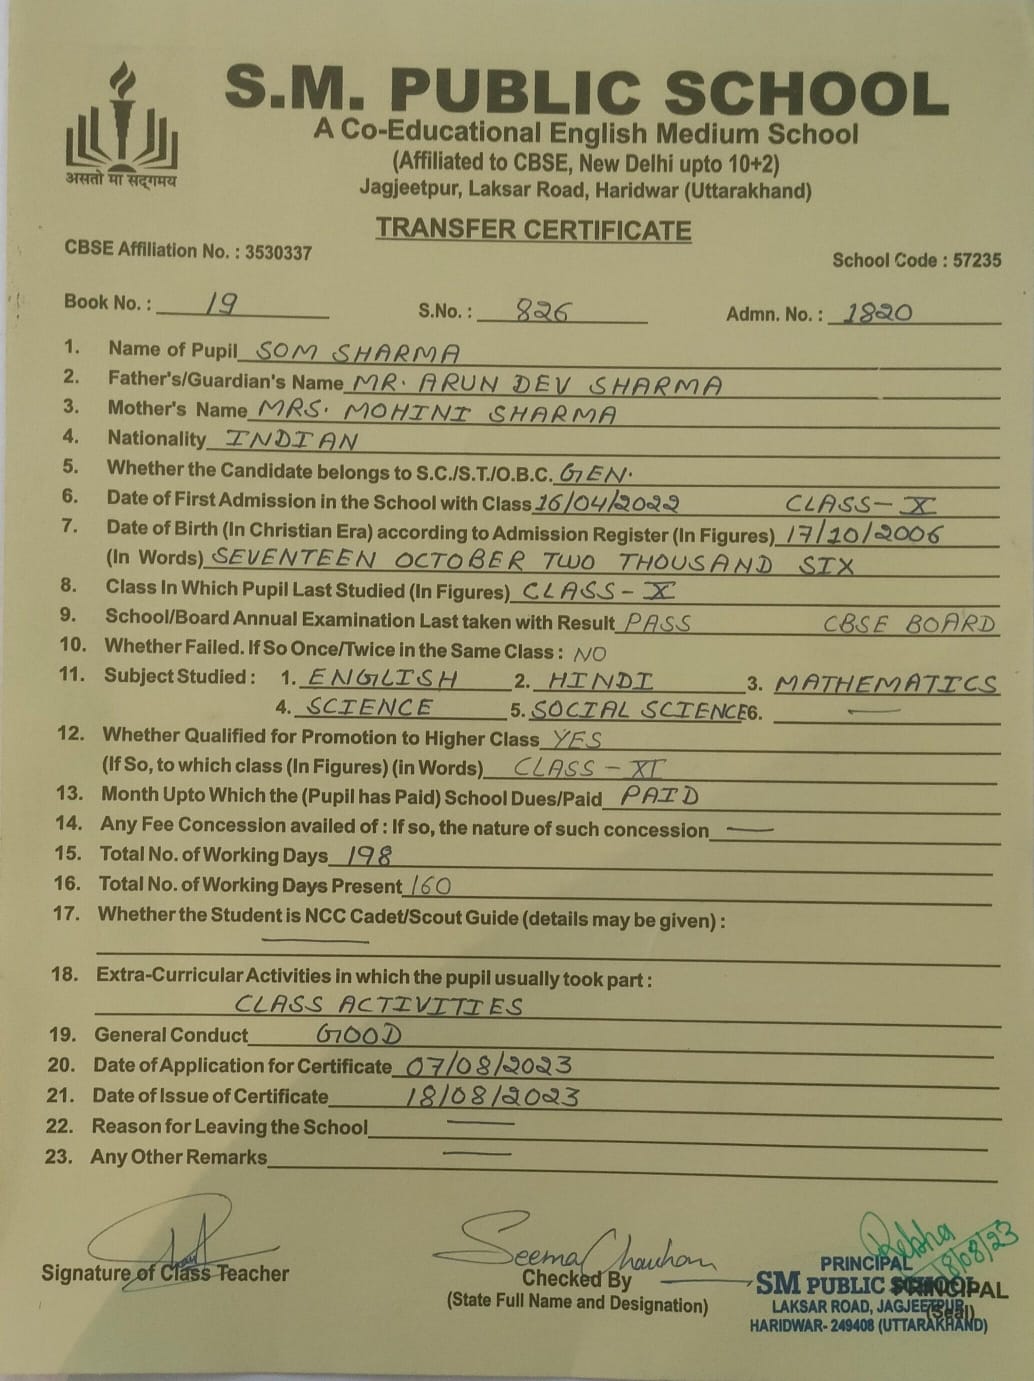 S.M. PUBLIC SCHOOL
A Co-Educational English Medium School
(Affiliated to CBSE, New Delhi upto 10+2)
असतो मा सद्गमय
Jagjeetpur, Laksar Road, Haridwar (Uttarakhand)
TRANSFER CERTIFICATE
CBSE Affiliation No. : 3530337
School Code : 57235
Book No. : 19 S.No. : 826 Admn. No. : 1820
1. Name of Pupil SOM SHARMA
2. Father's/Guardian's Name MR. ARUN DEV SHARMA
3. Mother's Name MRS. MOHINI SHARMA
4. Nationality INDIAN
5. Whether the Candidate belongs to S.C./S.T./O.B.C. GEN.
6. Date of First Admission in the School with Class 16/04/2022 CLASS-X
7. Date of Birth (In Christian Era) according to Admission Register (In Figures) 17/10/2006
(In Words) SEVENTEEN OCTOBER TWO THOUSAND SIX
8. Class In Which Pupil Last Studied (In Figures) CLASS-X
9. School/Board Annual Examination Last taken with Result PASS CBSE BOARD
10. Whether Failed. If So Once/Twice in the Same Class : NO
11. Subject Studied : 1. ENGLISH 2. HINDI 3. MATHEMATICS
4. SCIENCE 5. SOCIAL SCIENCE 6. —
12. Whether Qualified for Promotion to Higher Class YES
(If So, to which class (In Figures) (in Words) CLASS-XI
13. Month Upto Which the (Pupil has Paid) School Dues/Paid PAID
14. Any Fee Concession availed of : If so, the nature of such concession —
15. Total No. of Working Days 198
16. Total No. of Working Days Present 160
17. Whether the Student is NCC Cadet/Scout Guide (details may be given) :
—
18. Extra-Curricular Activities in which the pupil usually took part :
CLASS ACTIVITIES
19. General Conduct GOOD
20. Date of Application for Certificate 07/08/2023
21. Date of Issue of Certificate 18/08/2023
22. Reason for Leaving the School —
23. Any Other Remarks —
Seema Chauhan
Rekha
18/08/23
Signature of Class Teacher
Checked By
(State Full Name and Designation)
PRINCIPAL
(Seal)
PRINCIPAL
SM PUBLIC SCHOOL
LAKSAR ROAD, JAGJEETPUR,
HARIDWAR- 249408 (UTTARAKHAND)